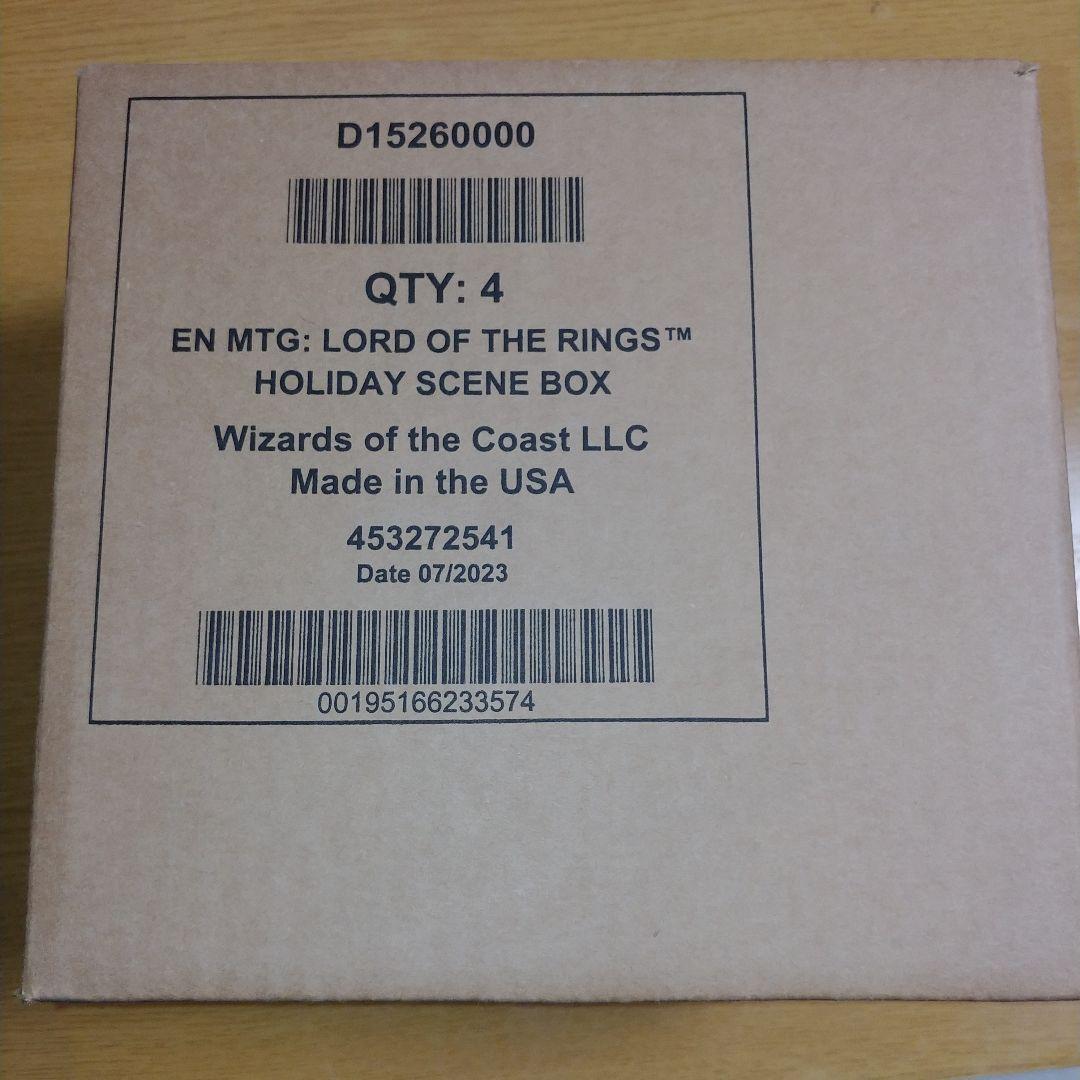 D15260000
QTY: 4
EN MTG: LORD OF THE RINGS™
HOLIDAY SCENE BOX
Wizards of the Coast LLC
Made in the USA
453272541
Date 07/2023
00195166233574